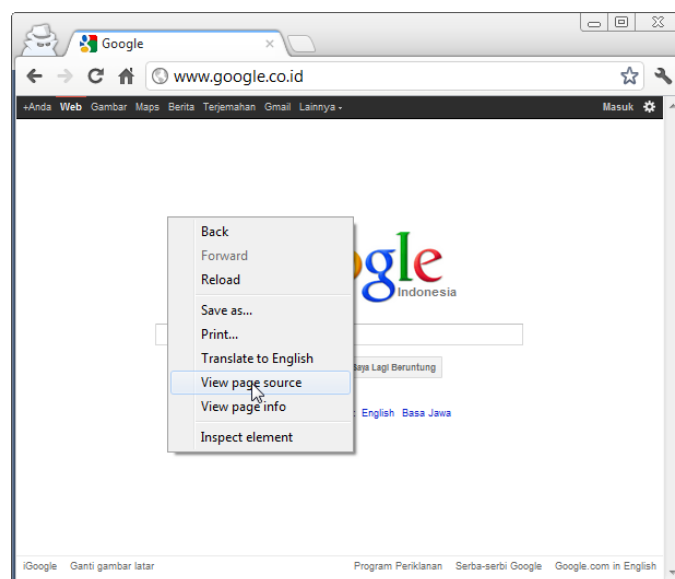 Google
www.google.co.id
+Anda Web Gambar Maps Berita Terjemahan Gmail Lainnya Masuk
Back
Forward
Reload
Save as...
Print...
Translate to English
View page source
View page info
Inspect element
gle
Indonesia
Lagi Beruntung
English Basa Jawa
iGoogle Ganti gambar latar Program Periklanan Serba-serbi Google Google.com in English